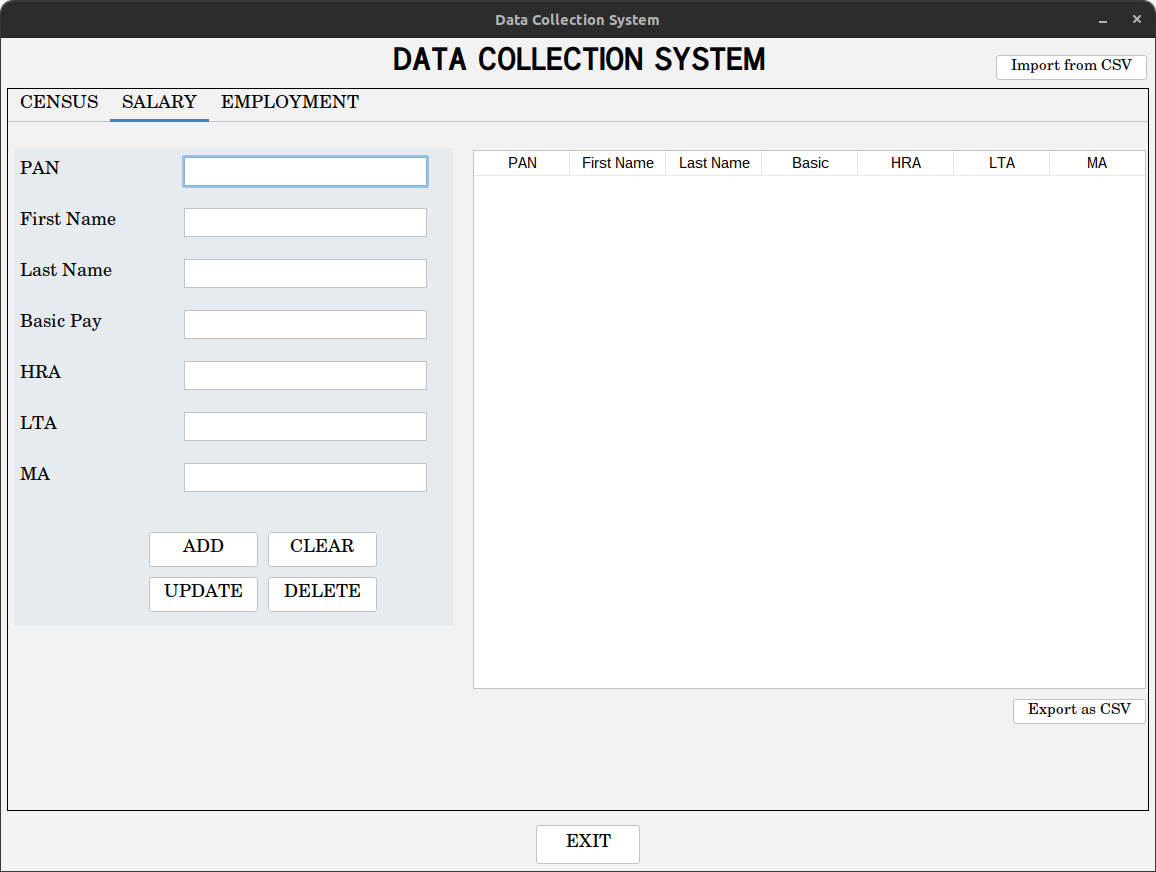 Data Collection System
DATA COLLECTION SYSTEM
Import from CSV
CENSUS SALARY EMPLOYMENT
PAN
First Name
Last Name
Basic Pay
HRA
LTA
MA
ADD CLEAR
UPDATE DELETE
PAN First Name Last Name Basic HRA LTA MA
Export as CSV
EXIT